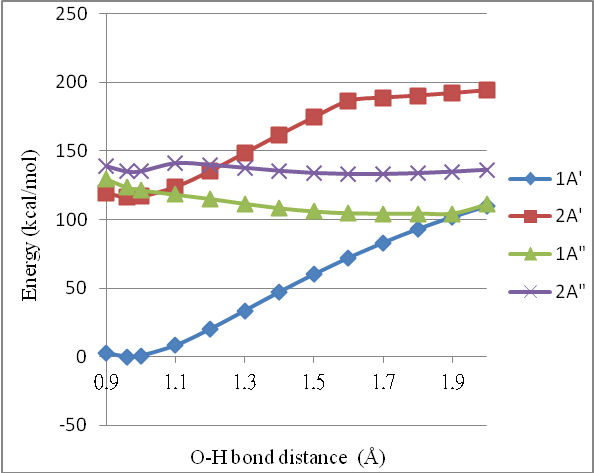 250
200
150
100
50
0
-50
0.9
1.1
1.3
1.5
1.7
1.9
Energy (kcal/mol)
O-H bond distance (Å)
1A'
2A'
1A"
2A"